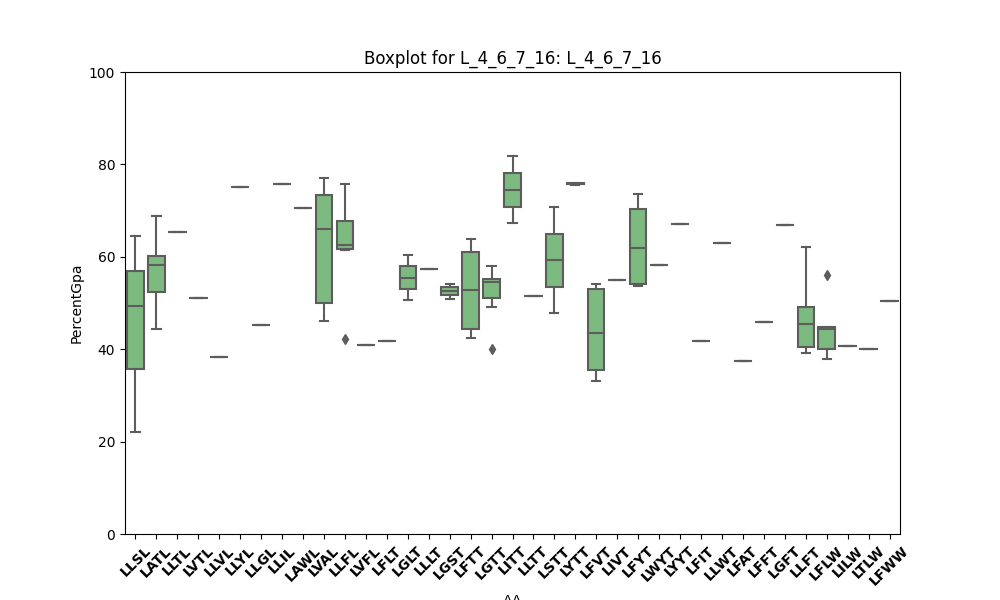 Boxplot for L_4_6_7_16: L_4_6_7_16
PercentGpa
100
80
60
40
20
0
LLSL
LATL
LLTL
LVTL
LLVL
LLYL
LLGL
LLIL
LAWL
LVAL
LLFL
LVFL
LFLT
LGLT
LLLT
LGST
LFTT
LGTT
LITT
LLTT
LSTT
LYTT
LFVT
LIVT
LFYT
LWYT
LYYT
LFIT
LLWT
LFAT
LFFT
LGFT
LLFT
LFLW
LILW
LTLW
LFWW